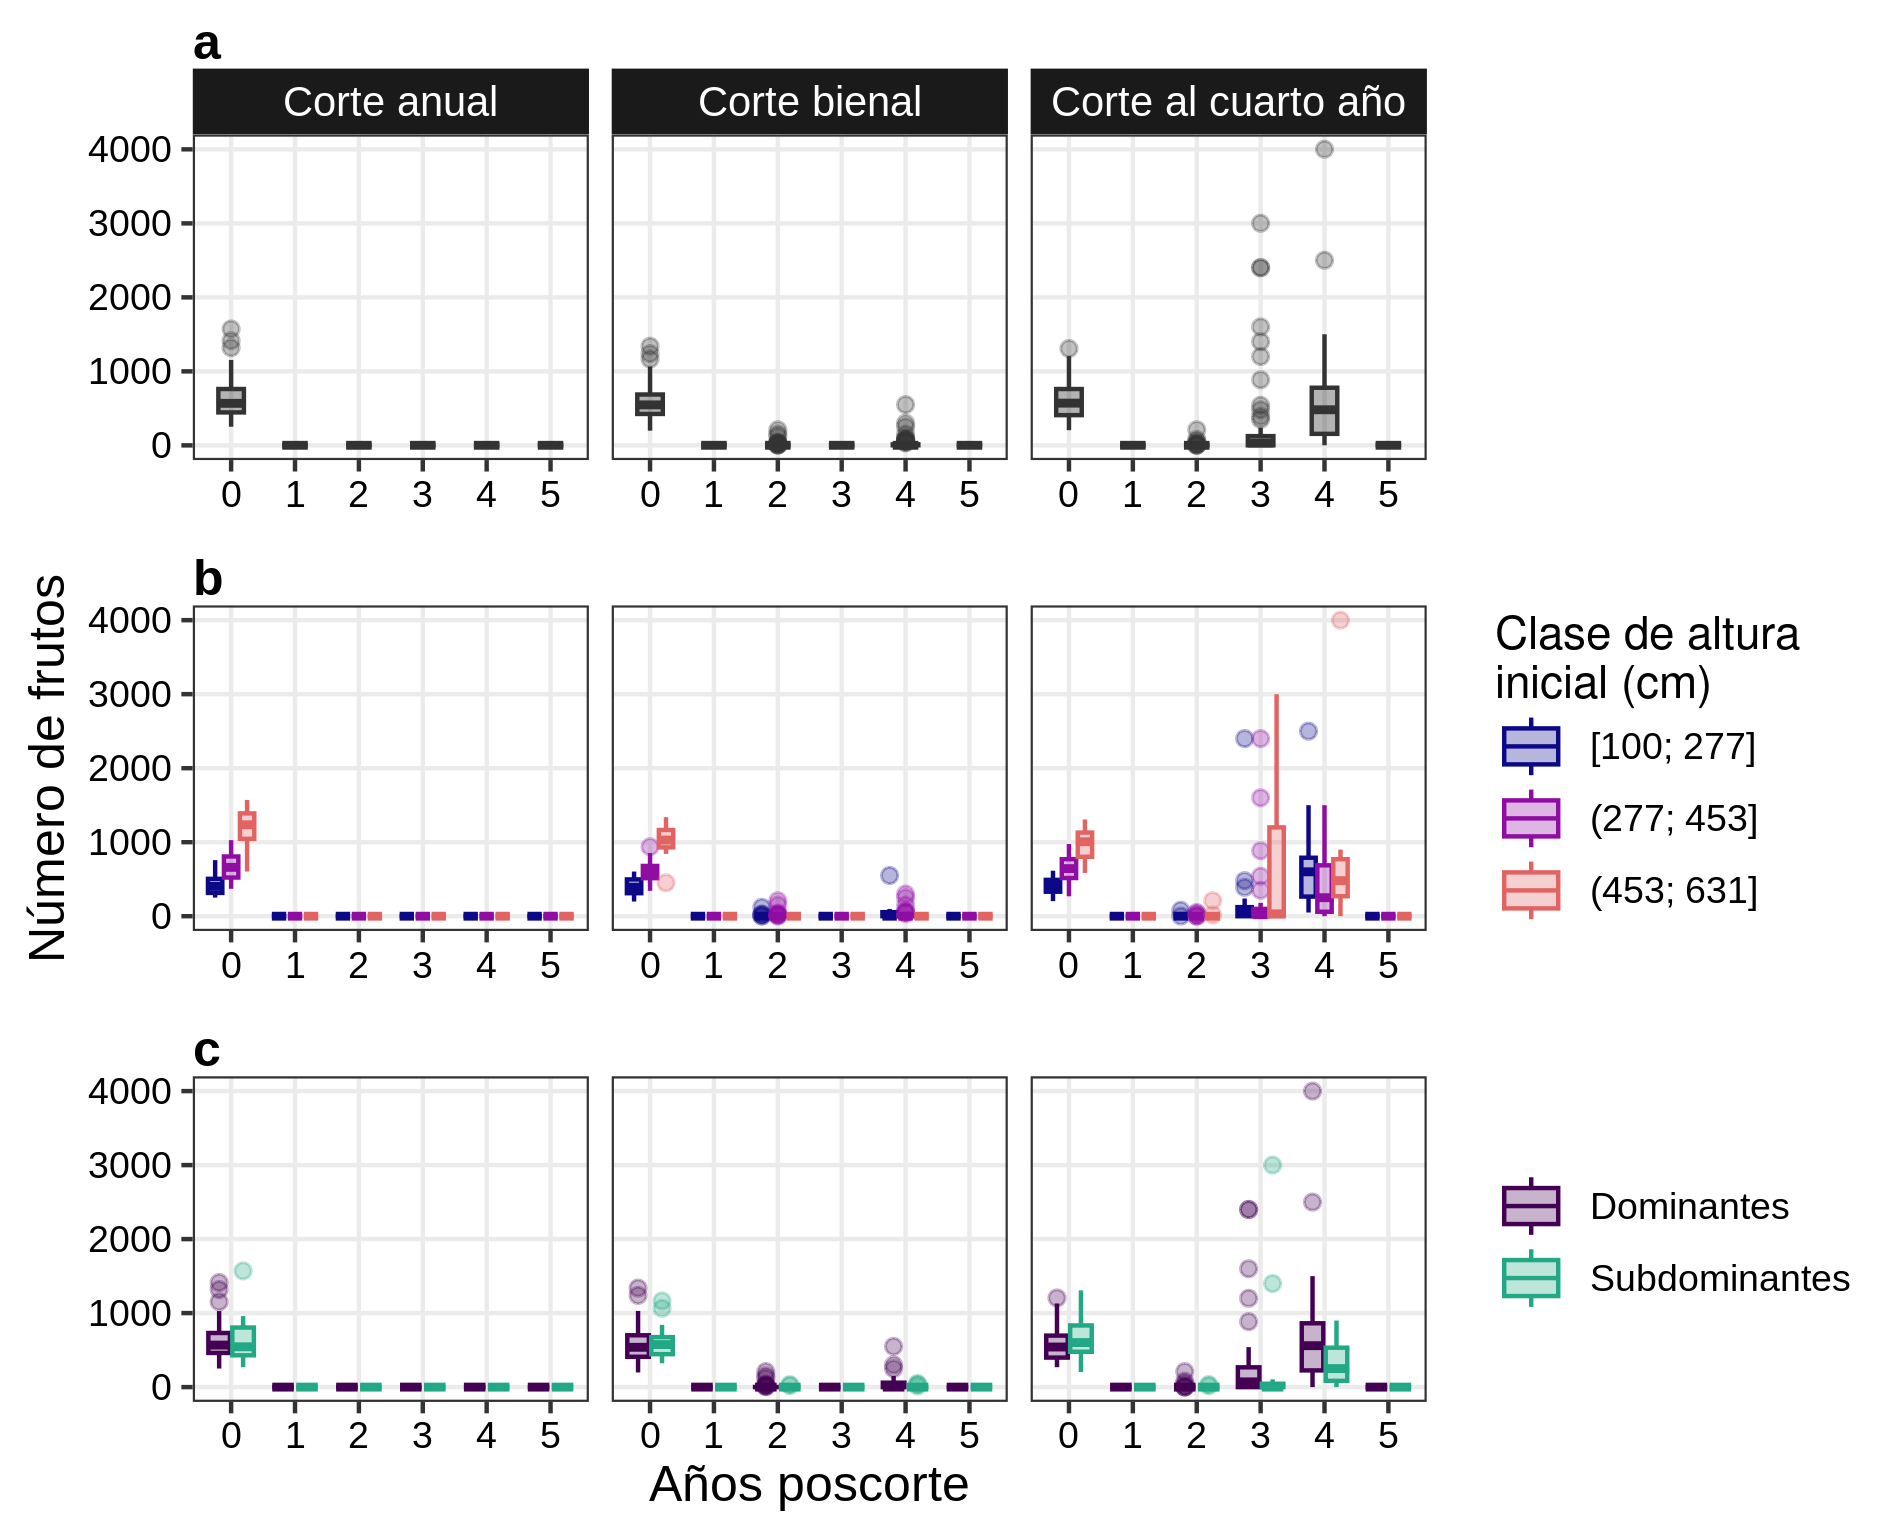 a
Corte anual
Corte bienal
Corte al cuarto año
4000
3000
2000
1000
0
0 1 2 3 4 5
0 1 2 3 4 5
0 1 2 3 4 5
Número de frutos
b
4000
3000
2000
1000
0
0 1 2 3 4 5
0 1 2 3 4 5
0 1 2 3 4 5
Clase de altura
inicial (cm)
[100; 277]
(277; 453]
(453; 631]
c
4000
3000
2000
1000
0
0 1 2 3 4 5
0 1 2 3 4 5
0 1 2 3 4 5
Dominantes
Subdominantes
Años poscorte